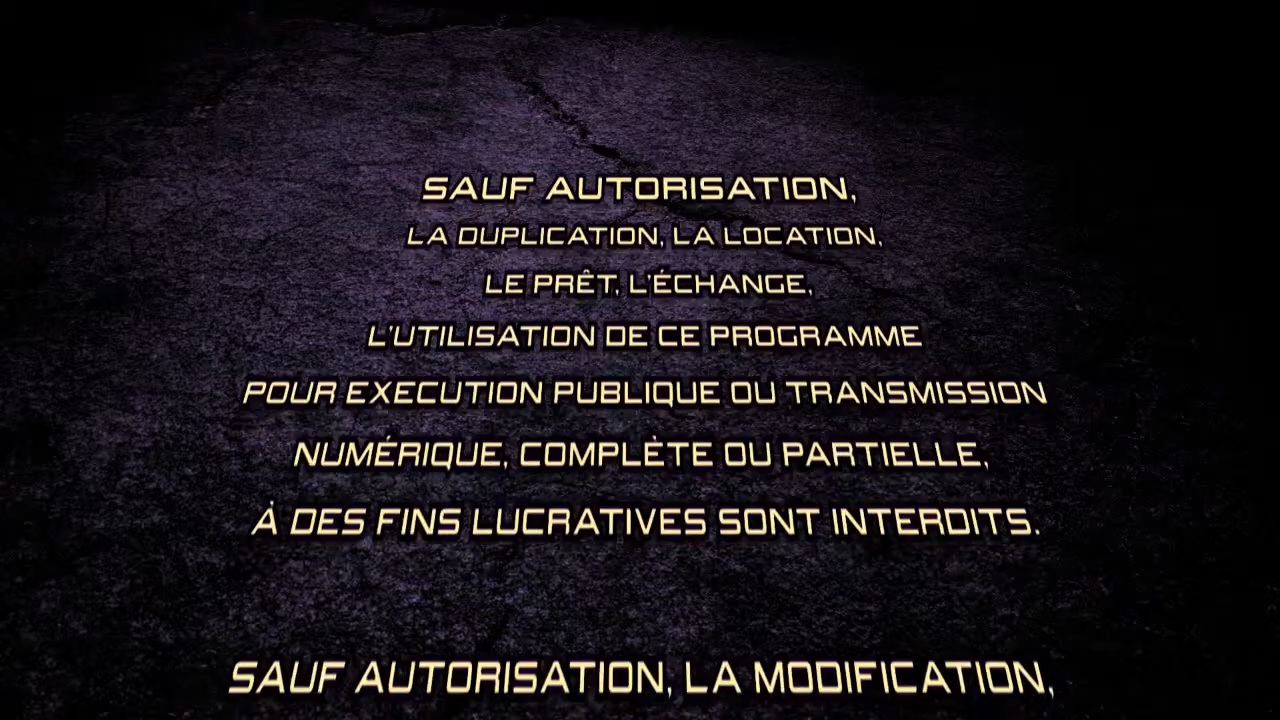 SAUF AUTORISATION,
LA DUPLICATION, LA LOCATION,
LE PRÊT, L'ÉCHANGE,
L'UTILISATION DE CE PROGRAMME
POUR EXECUTION PUBLIQUE OU TRANSMISSION
NUMÉRIQUE, COMPLÈTE OU PARTIELLE,
À DES FINS LUCRATIVES SONT INTERDITS.
SAUF AUTORISATION, LA MODIFICATION,